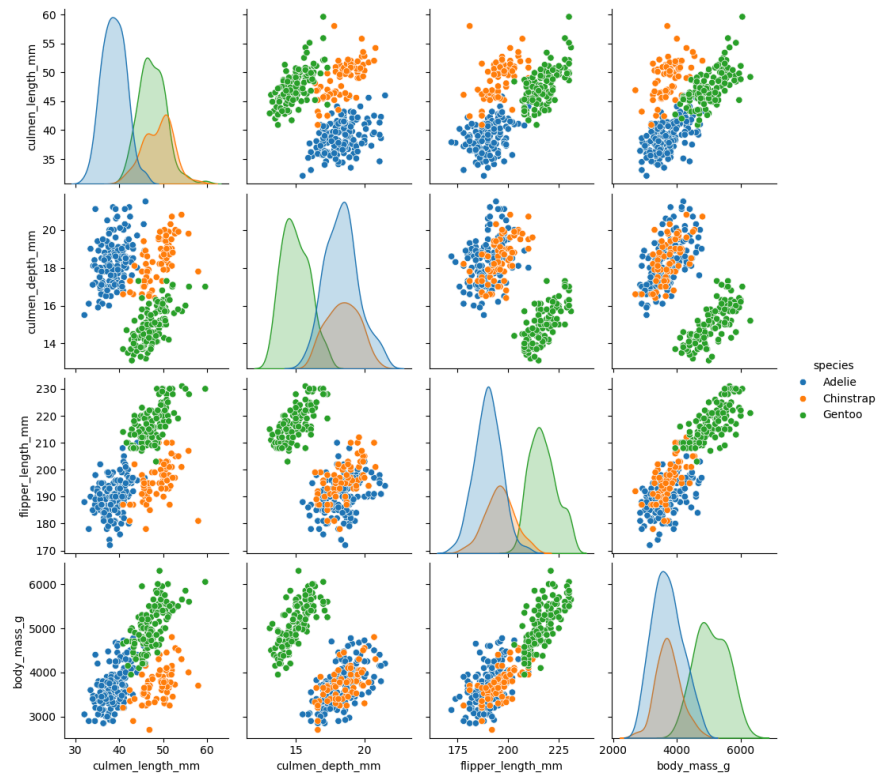 culmen_length_mm
60
55
50
45
40
35
culmen_depth_mm
20
18
16
14
species
Adelie
Chinstrap
Gentoo
flipper_length_mm
230
220
210
200
190
180
170
body_mass_g
6000
5000
4000
3000
30 40 50 60
15 20
175 200 225
2000 4000 6000
culmen_length_mm
culmen_depth_mm
flipper_length_mm
body_mass_g